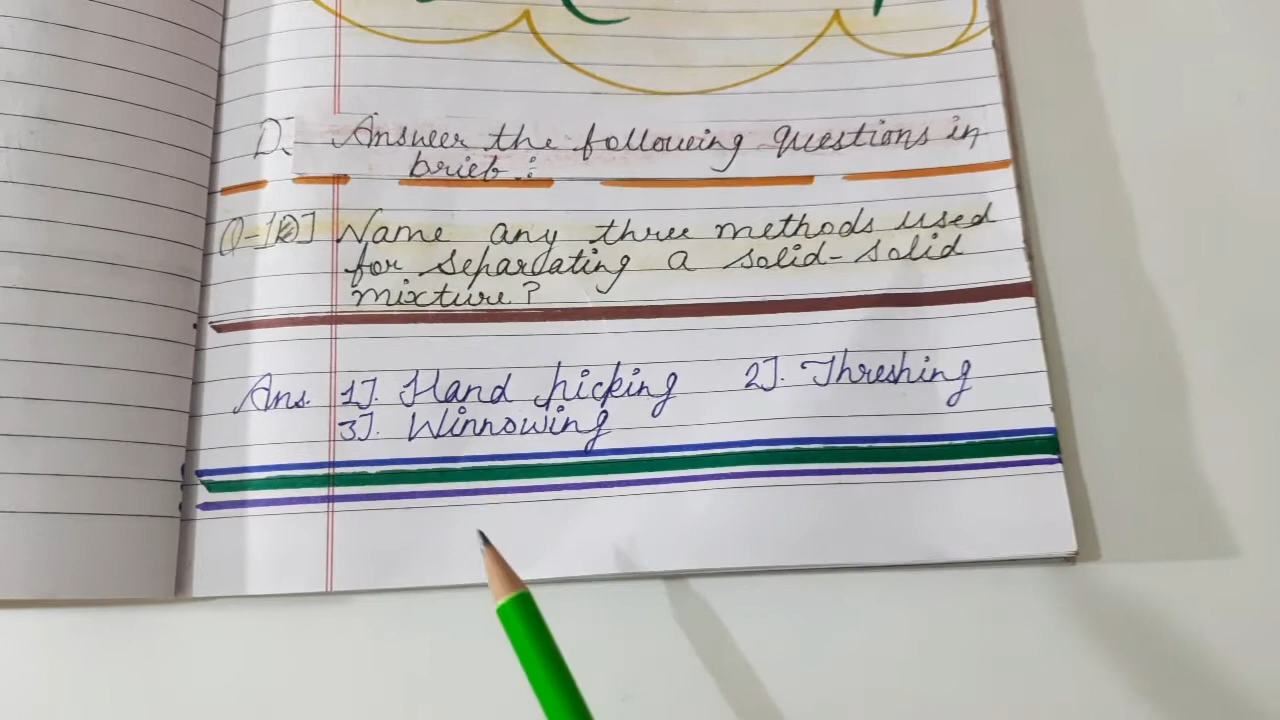 D. Answer the following questions in
brief :
Name any three methods used
for separating a solid-solid
mixture?
Ans. 1]. Hand picking 2]. Threshing
3]. Winnowing